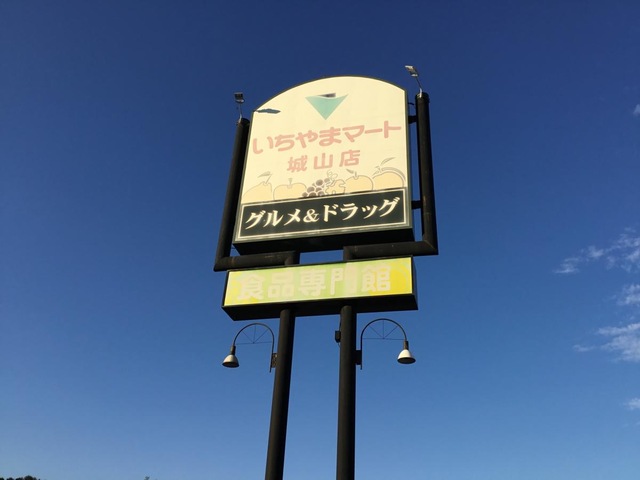 いちやまマート
城山店
グルメ&ドラッグ
食品専門館